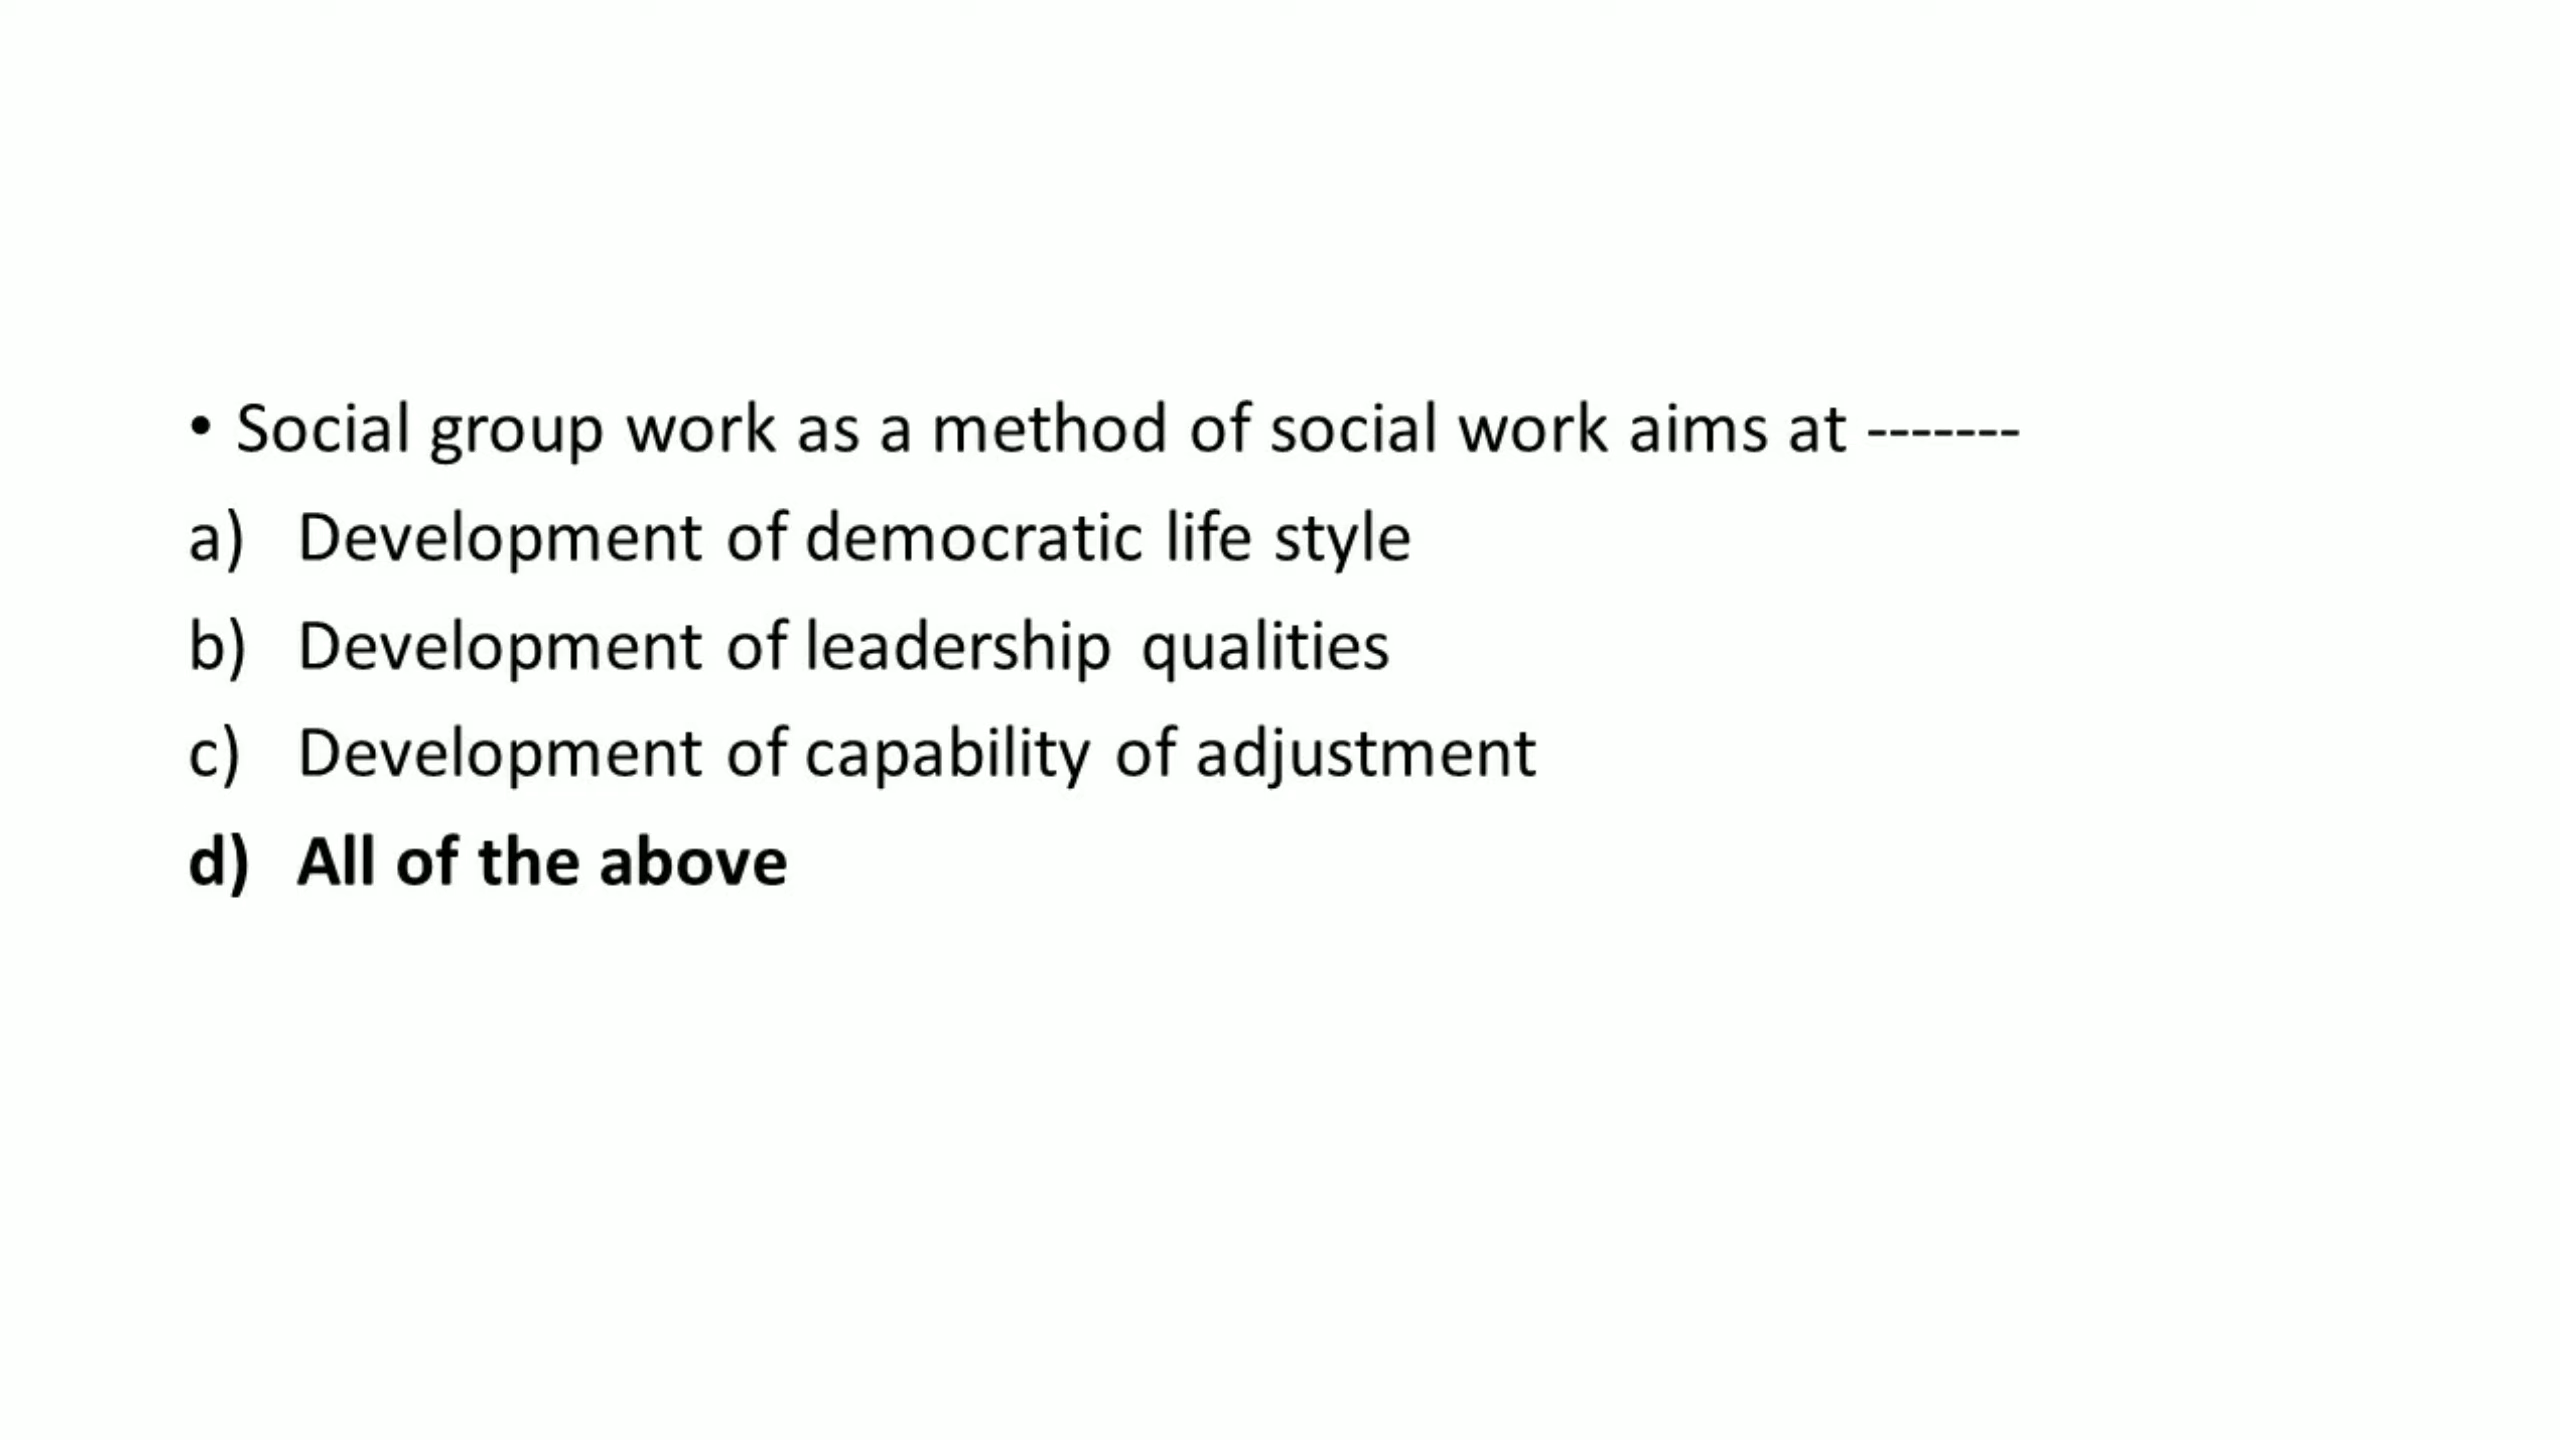 • Social group work as a method of social work aims at -------
a) Development of democratic life style
b) Development of leadership qualities
c) Development of capability of adjustment
d) All of the above